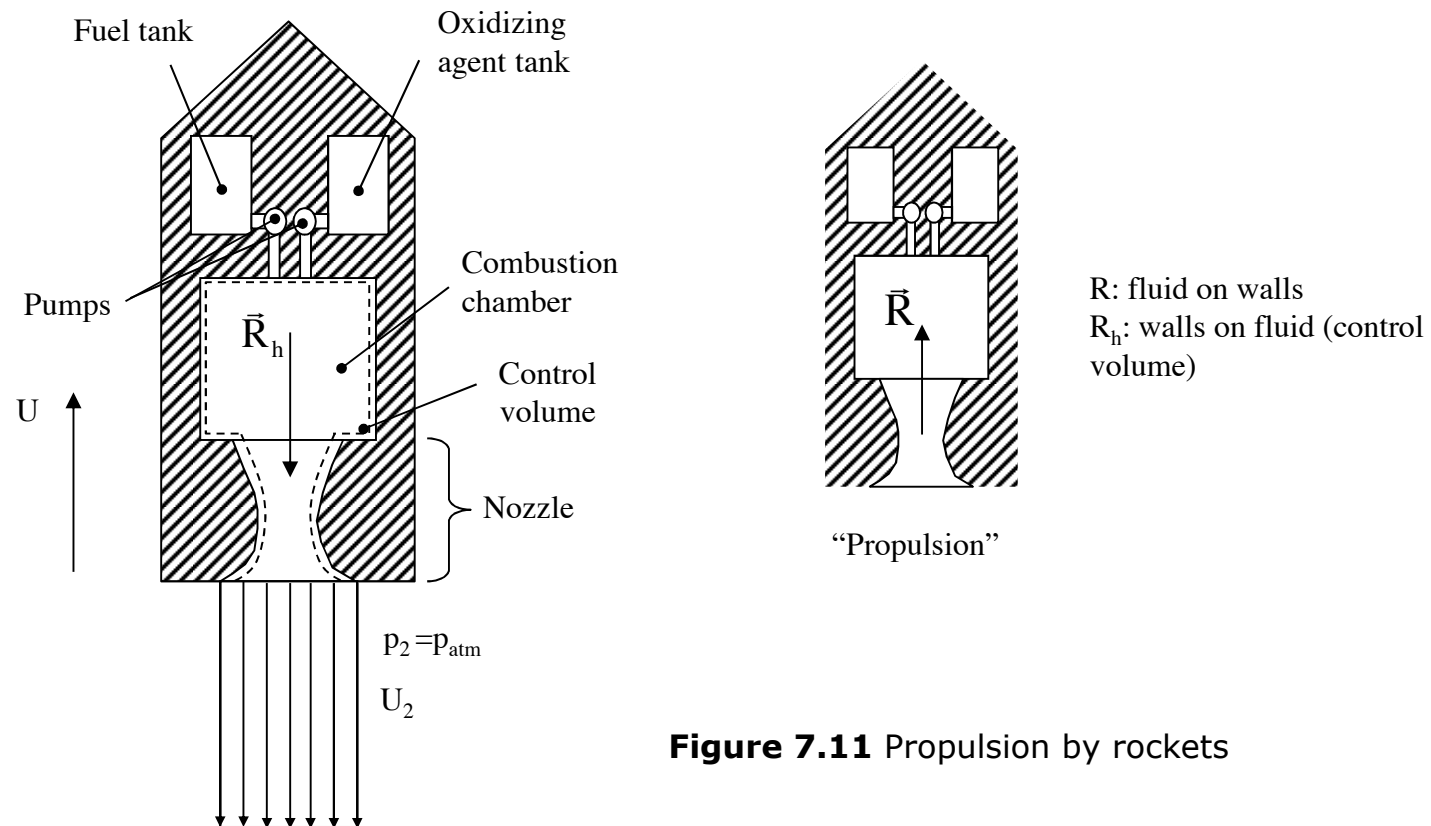 Fuel tank
Oxidizing
agent tank
Pumps
Combustion
chamber
R⃗h
Control
volume
U
Nozzle
p2=patm
U2
R⃗
"Propulsion"
R: fluid on walls
Rh: walls on fluid (control
volume)
Figure 7.11 Propulsion by rockets